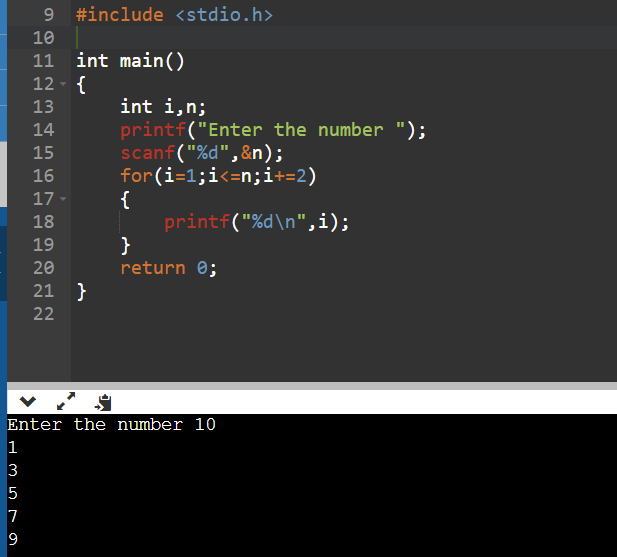 9 #include <stdio.h>
10
11 int main()
12 {
13     int i,n;
14     printf("Enter the number ");
15     scanf("%d",&n);
16     for(i=1;i<=n;i+=2)
17     {
18         printf("%d\n",i);
19     }
20     return 0;
21 }
22
Enter the number 10
1
3
5
7
9